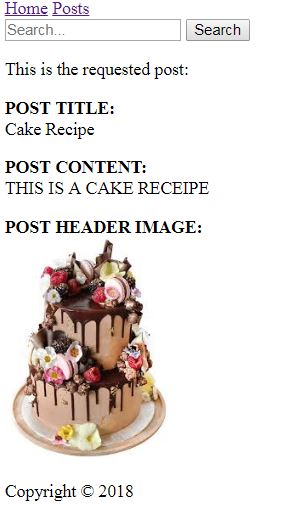 Home Posts
Search... Search
This is the requested post:
POST TITLE:
Cake Recipe
POST CONTENT:
THIS IS A CAKE RECEIPE
POST HEADER IMAGE:
Copyright © 2018